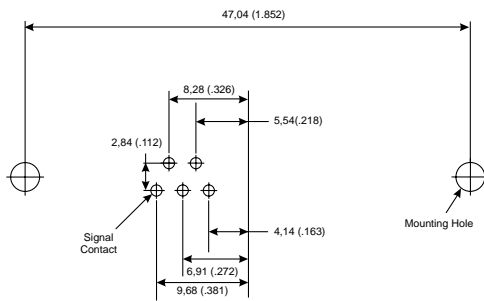 47,04 (1.852)
8,28 (.326)
5,54(.218)
2,84 (.112)
Signal
Contact
Mounting Hole
4,14 (.163)
6,91 (.272)
9,68 (.381)